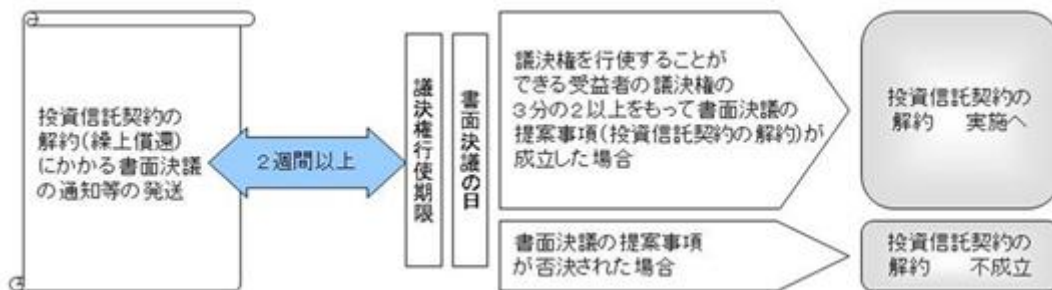 投資信託契約の
解約(繰上償還)
にかかる書面決議
の通知等の発送
2週間以上
議決権行使期限
書面決議の日
議決権を行使することが
できる受益者の議決権の
3分の2以上をもって書面決議の
提案事項(投資信託契約の解約)が
成立した場合
投資信託契約の
解約　実施へ
書面決議の提案事項
が否決された場合
投資信託契約の
解約　不成立